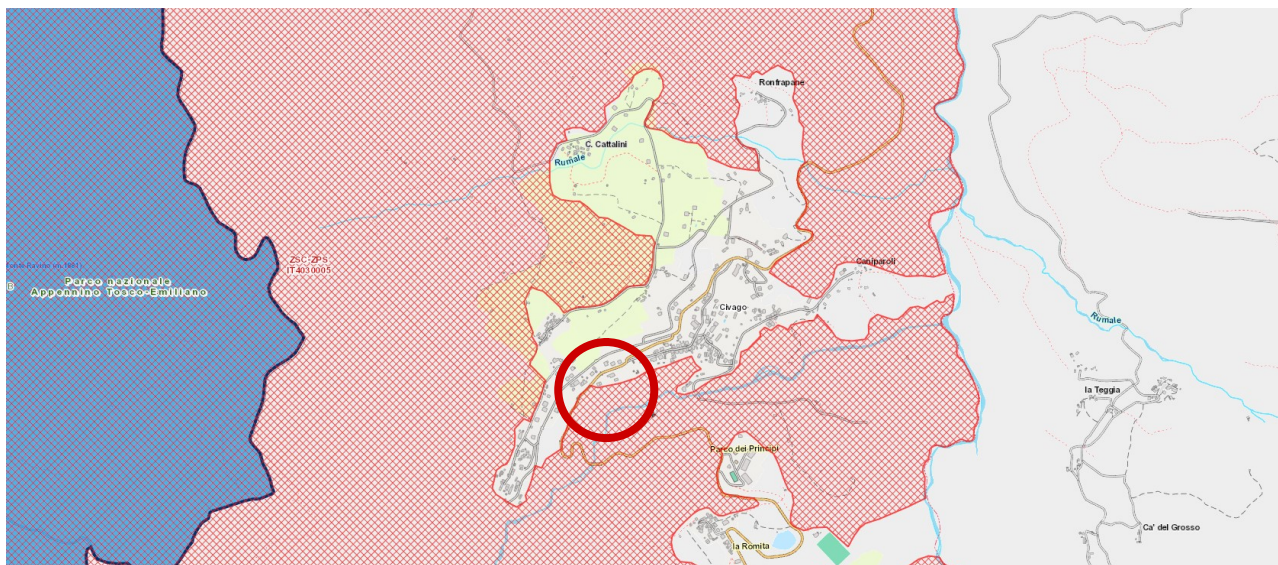 Ronfrapane
C. Cattalini
Rumale
ZSC-ZPS
IT4030005
Caniparoli
Parco nazionale
Appennino Tosco-Emiliano
Civago
Rumale
la Teggia
Parco dei Principi
Ca' del Grosso
la Romita